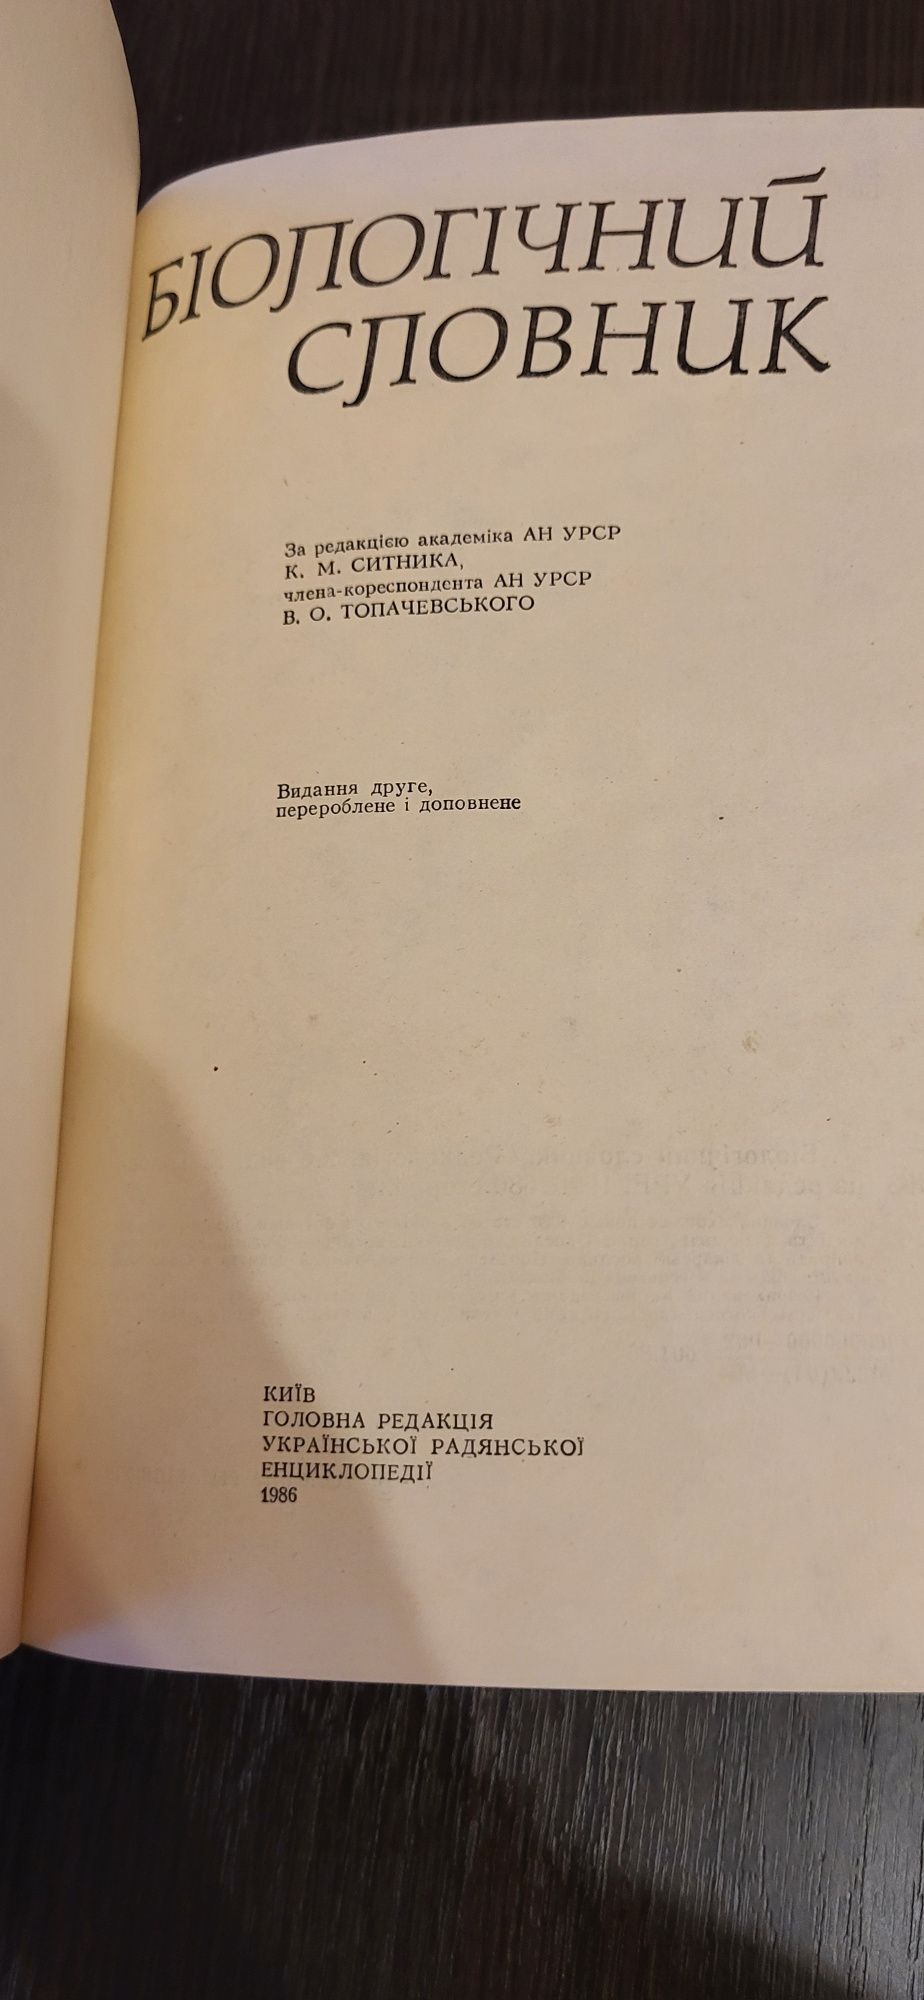 БІОЛОГІЧНИЙ
СЛОВНИК
За редакцією академіка АН УРСР
К. М. СИТНИКА,
члена-кореспондента АН УРСР
В. О. ТОПАЧЕВСЬКОГО
Видання друге,
перероблене і доповнене
КИЇВ
ГОЛОВНА РЕДАКЦІЯ
УКРАЇНСЬКОЇ РАДЯНСЬКОЇ
ЕНЦИКЛОПЕДІЇ
1986